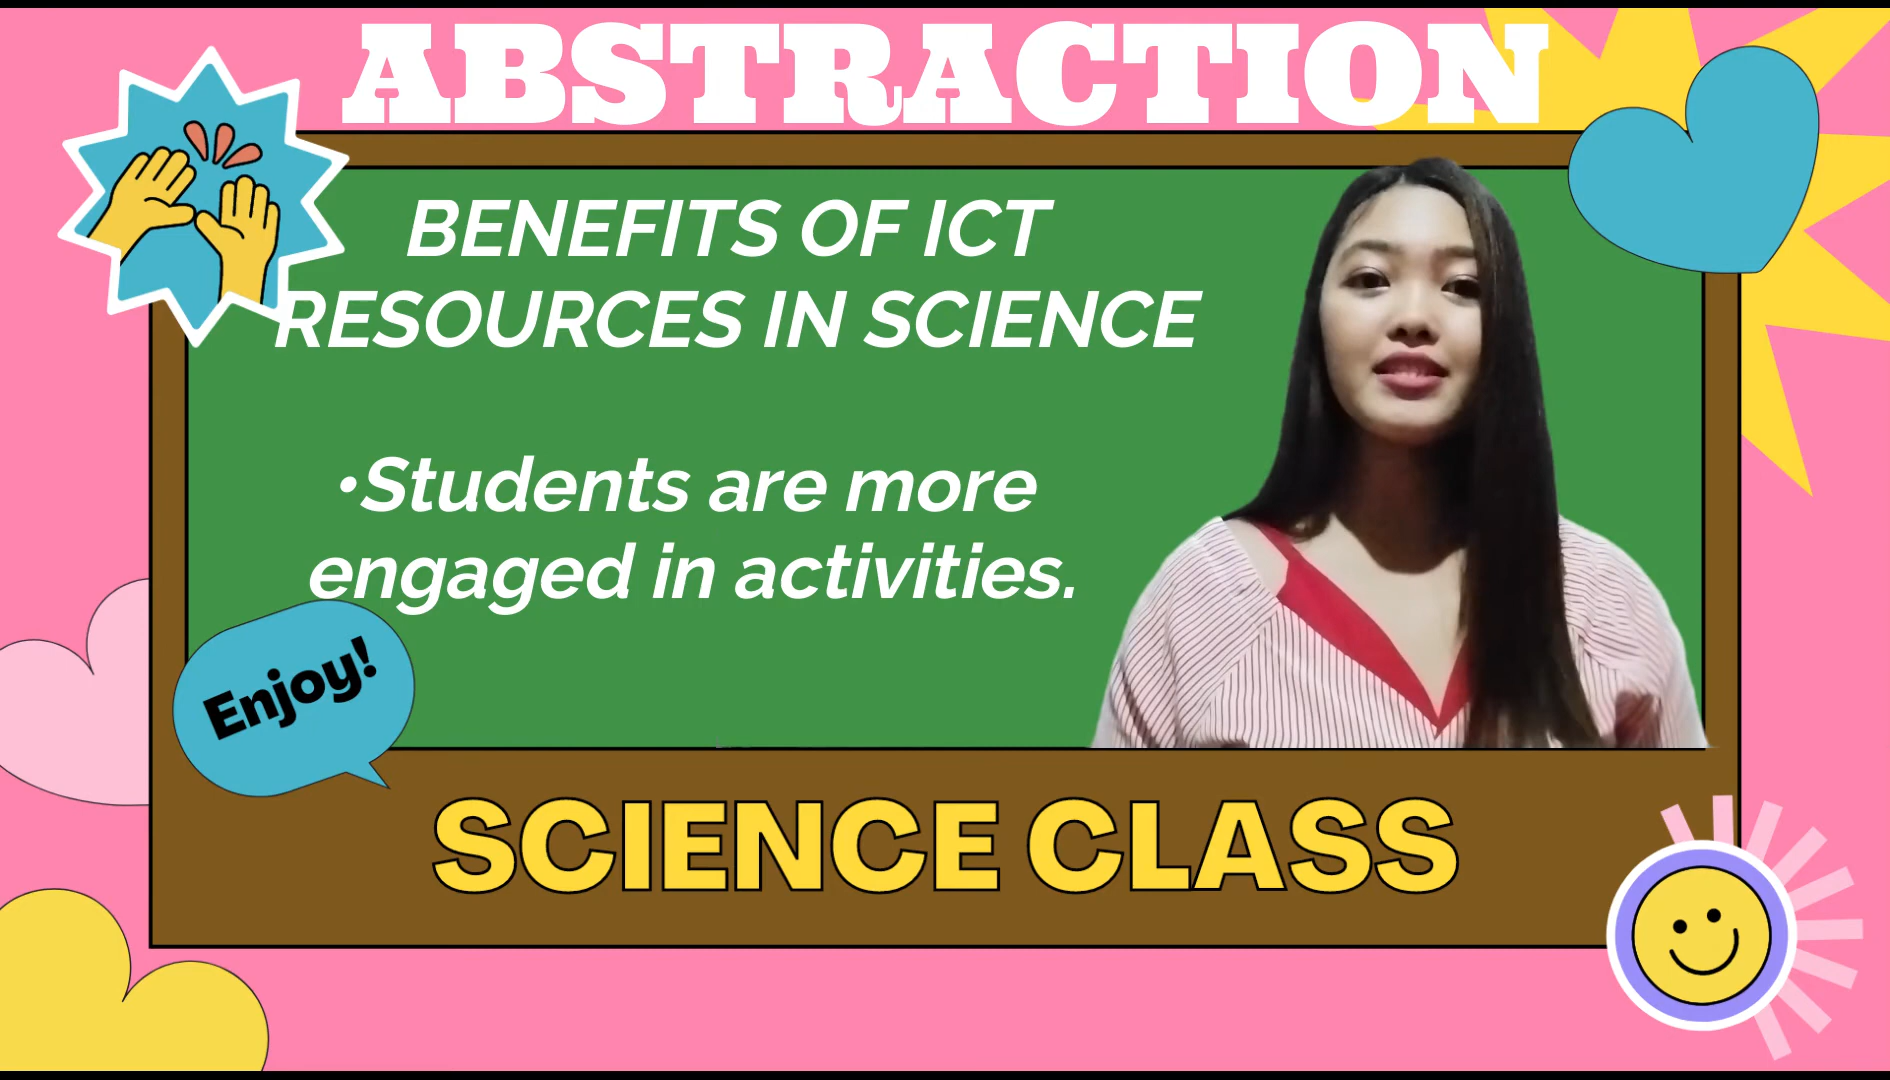 ABSTRACTION
BENEFITS OF ICT
RESOURCES IN SCIENCE
•Students are more
engaged in activities.
Enjoy!
SCIENCE CLASS